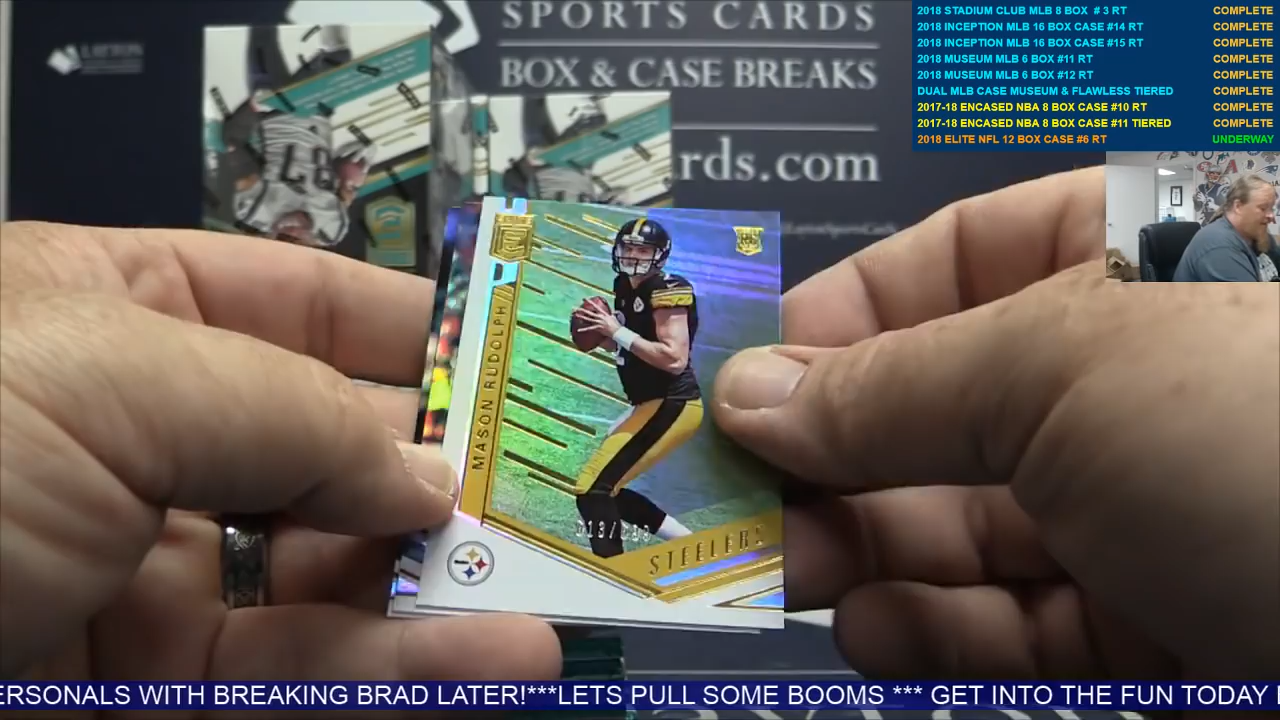 SPORTS CARDS
BOX & CASE BREAKS
rds.com
LAYTON
2018 STADIUM CLUB MLB 8 BOX # 3 RT COMPLETE
2018 INCEPTION MLB 16 BOX CASE #14 RT COMPLETE
2018 INCEPTION MLB 16 BOX CASE #15 RT COMPLETE
2018 MUSEUM MLB 6 BOX #11 RT COMPLETE
2018 MUSEUM MLB 6 BOX #12 RT COMPLETE
DUAL MLB CASE MUSEUM & FLAWLESS TIERED COMPLETE
2017-18 ENCASED NBA 8 BOX CASE #10 RT COMPLETE
2017-18 ENCASED NBA 8 BOX CASE #11 TIERED COMPLETE
2018 ELITE NFL 12 BOX CASE #6 RT UNDERWAY
MASON RUDOLPH
STEELERS
ERSONALS WITH BREAKING BRAD LATER!***LETS PULL SOME BOOMS *** GET INTO THE FUN TODAY